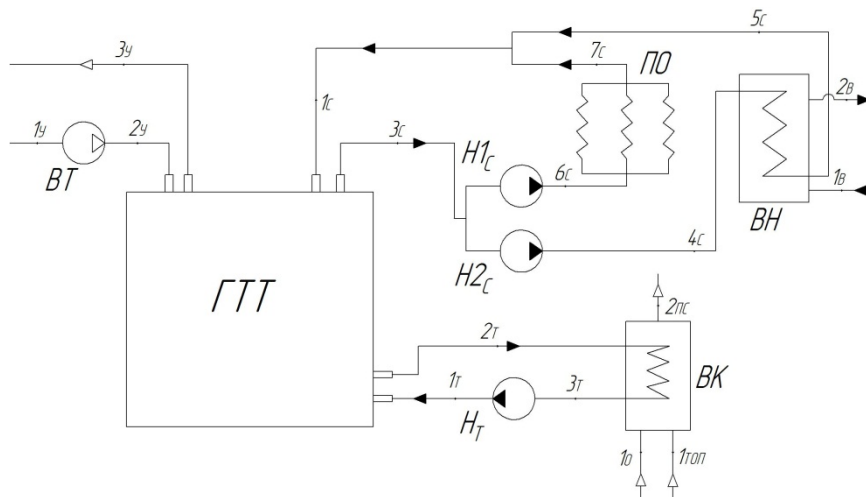 5с
3у
7с
ПО
2в
1с
1у
2у
3с
Н1с
ВТ
6с
1в
ВН
4с
Н2с
ГТТ
2пс
2т
ВК
1т
3т
Нт
1о
1топ